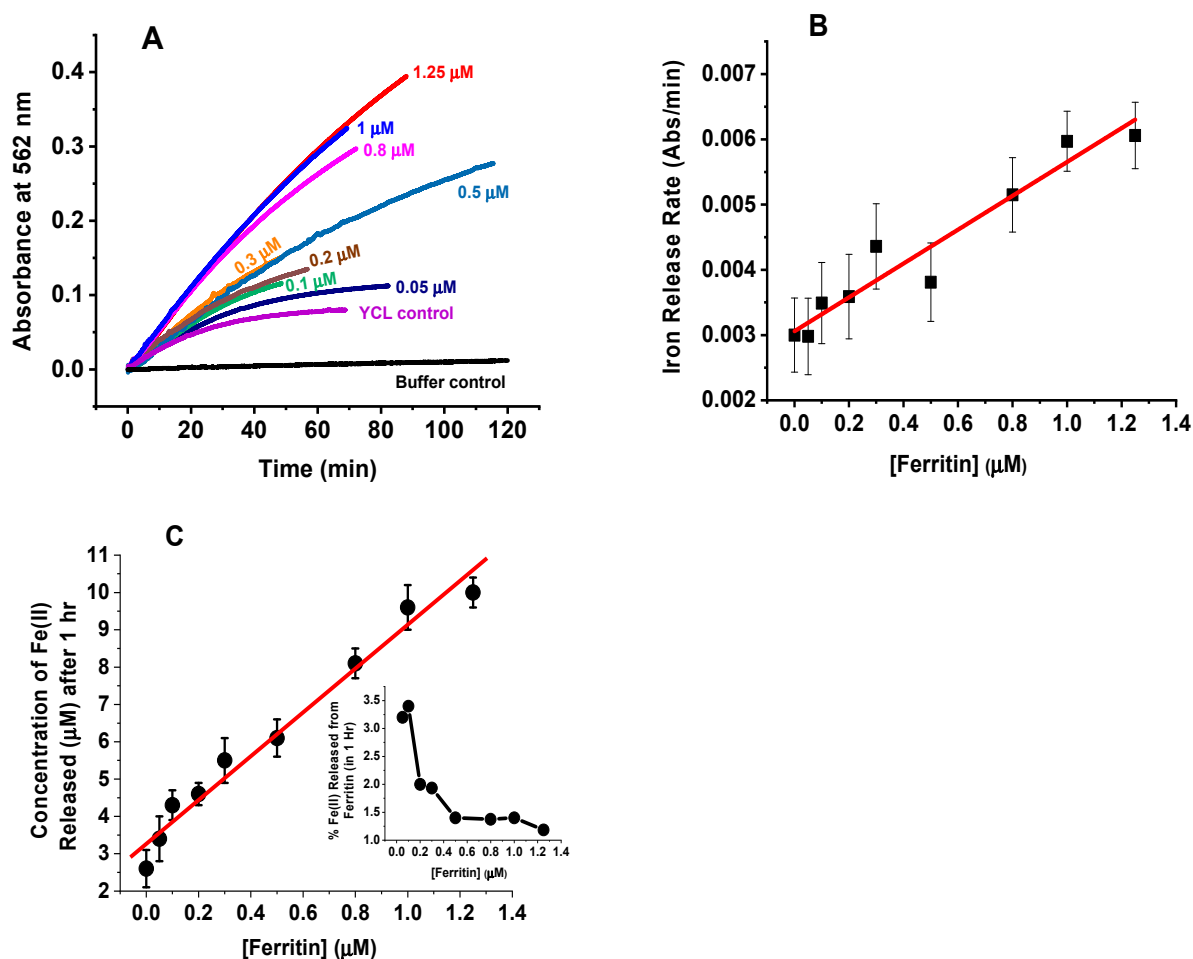 A
Absorbance at 562 nm
0.4
0.3
0.2
0.1
0.0
1.25 μM
1 μM
0.8 μM
0.5 μM
0.3 μM
0.2 μM
0.1 μM
0.05 μM
YCL control
Buffer control
0 20 40 60 80 100 120
Time (min)
B
Iron Release Rate (Abs/min)
0.007
0.006
0.005
0.004
0.003
0.002
0.0 0.2 0.4 0.6 0.8 1.0 1.2 1.4
[Ferritin] (μM)
C
Concentration of Fe(II)
Released (μM) after 1 hr
11
10
9
8
7
6
5
4
3
2
0.0 0.2 0.4 0.6 0.8 1.0 1.2 1.4
[Ferritin] (μM)
% Fe(II) Released from
Ferritin (in 1 Hr)
3.5
3.0
2.5
2.0
1.5
1.0
0.0 0.2 0.4 0.6 0.8 1.0 1.2 1.4
[Ferritin] (μM)